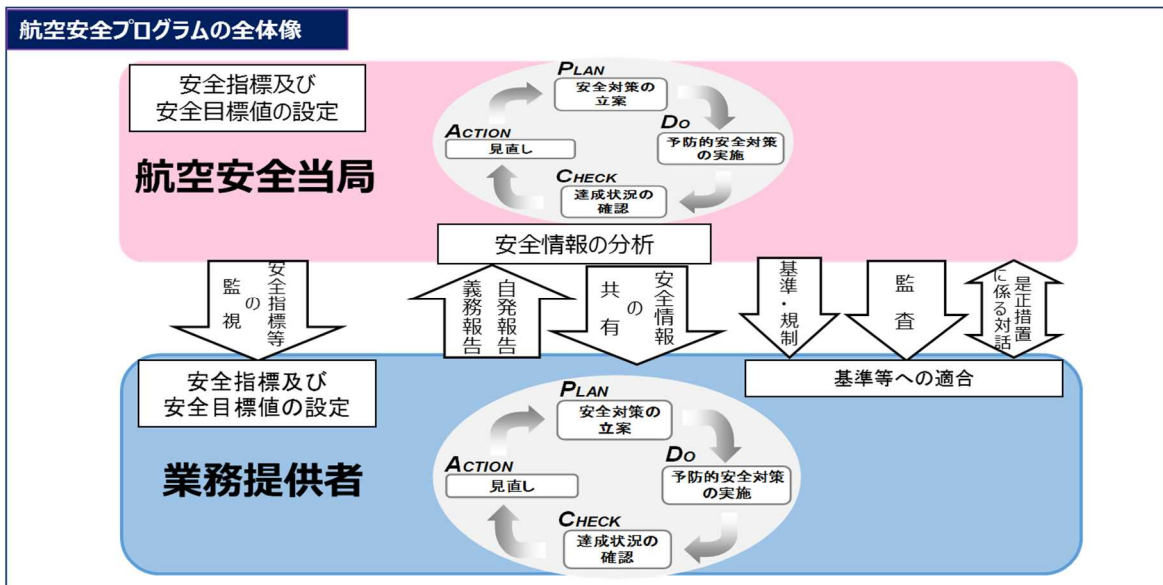 航空安全プログラムの全体像
安全指標及び
安全目標値の設定
航空安全当局
PLAN
安全対策の
立案
DO
予防的安全対策
の実施
CHECK
達成状況の
確認
ACTION
見直し
安全情報の分析
安全指標等
の
監視
自発報告
義務報告
安全情報
の
共有
基準・規制
監査
是正措置
に係る対話
安全指標及び
安全目標値の設定
基準等への適合
業務提供者
PLAN
安全対策の
立案
DO
予防的安全対策
の実施
CHECK
達成状況の
確認
ACTION
見直し